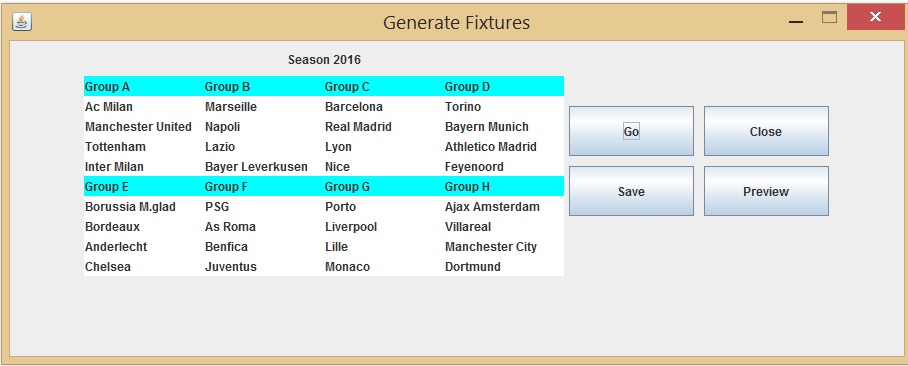 Generate Fixtures
Season 2016
Group A Group B Group C Group D
Ac Milan Marseille Barcelona Torino
Manchester United Napoli Real Madrid Bayern Munich
Tottenham Lazio Lyon Athletico Madrid
Inter Milan Bayer Leverkusen Nice Feyenoord
Group E Group F Group G Group H
Borussia M.glad PSG Porto Ajax Amsterdam
Bordeaux As Roma Liverpool Villareal
Anderlecht Benfica Lille Manchester City
Chelsea Juventus Monaco Dortmund
Go Close
Save Preview